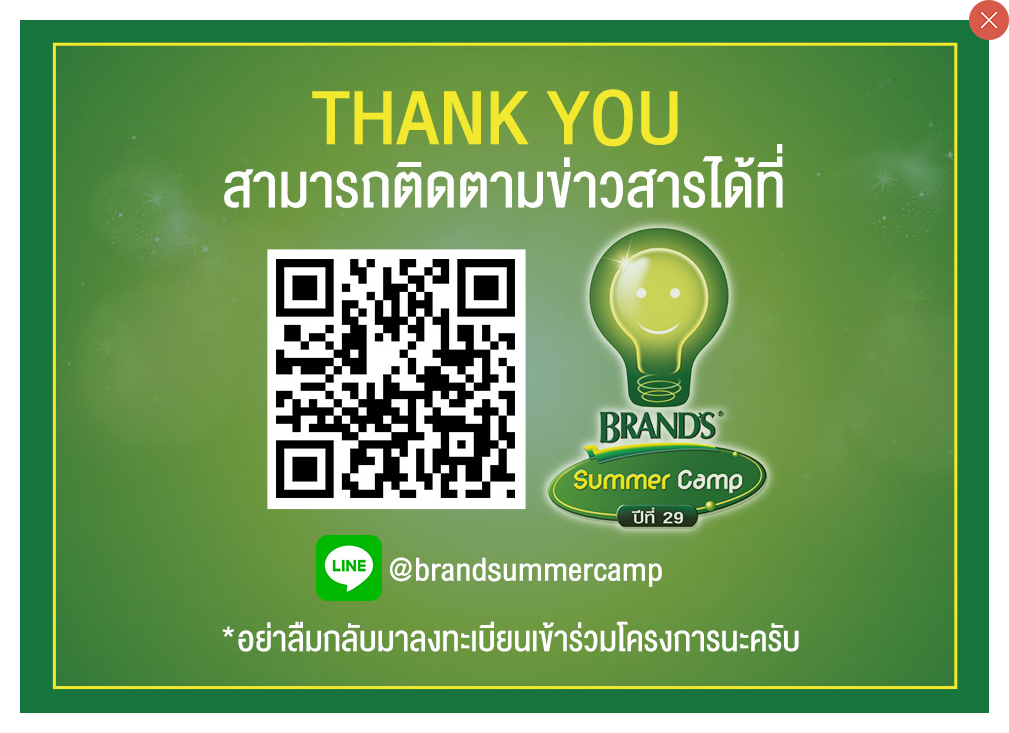 THANK YOU
สามารถติดตามข่าวสารได้ที่
BRAND'S®
Summer Camp
ปีที่ 29
LINE @brandsummercamp
*อย่าลืมกลับมาลงทะเบียนเข้าร่วมโครงการนะครับ